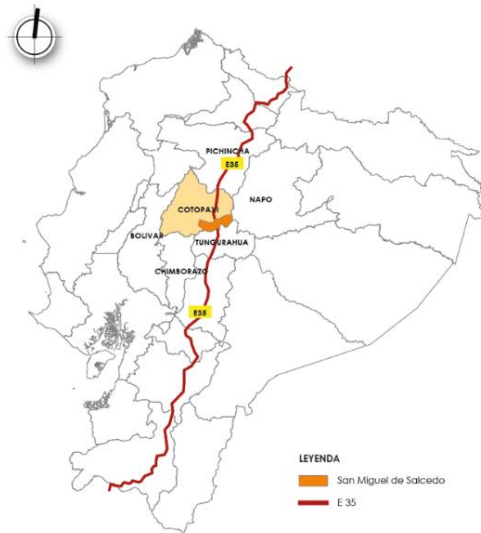 PICHINCHA
E35
NAPO
COTOPAXI
BOLIVAR
TUNGURAHUA
CHIMBORAZO
E35
LEYENDA
San Miguel de Salcedo
E 35